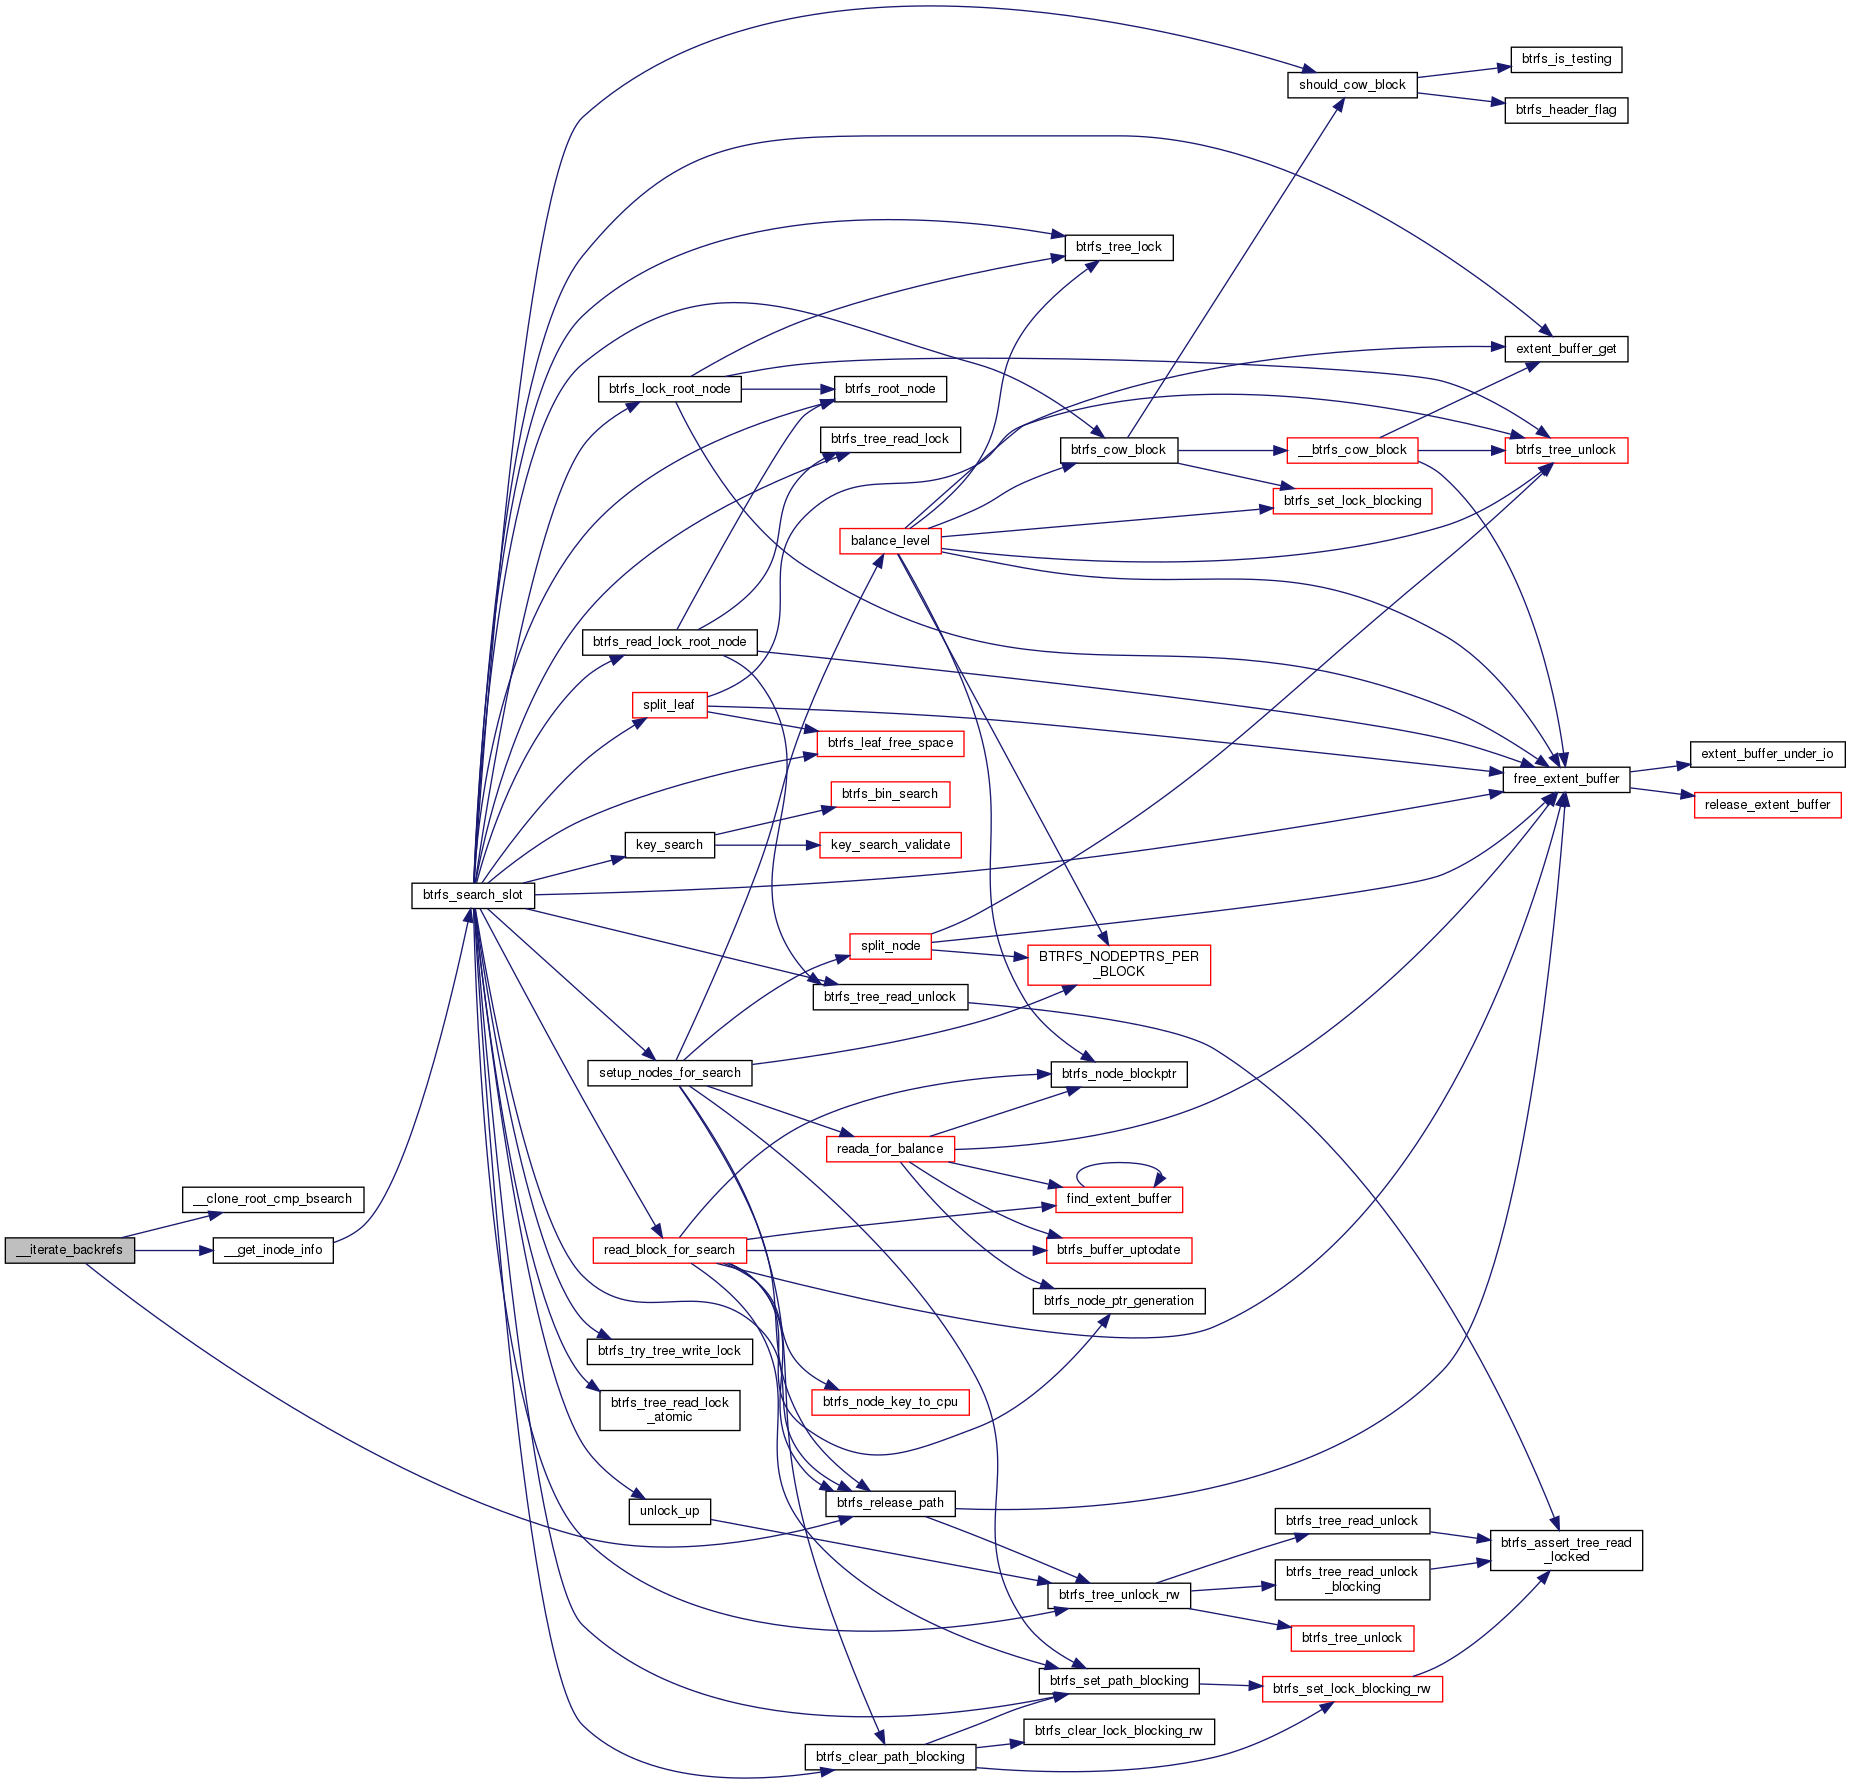 btrfs_is_testing
should_cow_block
btrfs_header_flag
btrfs_tree_lock
extent_buffer_get
btrfs_lock_root_node
btrfs_root_node
btrfs_tree_read_lock
btrfs_cow_block
__btrfs_cow_block
btrfs_tree_unlock
btrfs_set_lock_blocking
balance_level
btrfs_read_lock_root_node
split_leaf
btrfs_leaf_free_space
extent_buffer_under_io
free_extent_buffer
btrfs_bin_search
release_extent_buffer
key_search
key_search_validate
btrfs_search_slot
split_node
BTRFS_NODEPTRS_PER
_BLOCK
btrfs_tree_read_unlock
setup_nodes_for_search
btrfs_node_blockptr
reada_for_balance
__clone_root_cmp_bsearch
find_extent_buffer
__iterate_backrefs
__get_inode_info
read_block_for_search
btrfs_buffer_uptodate
btrfs_node_ptr_generation
btrfs_try_tree_write_lock
btrfs_tree_read_lock
_atomic
btrfs_node_key_to_cpu
btrfs_release_path
unlock_up
btrfs_tree_read_unlock
btrfs_assert_tree_read
_locked
btrfs_tree_read_unlock
_blocking
btrfs_tree_unlock_rw
btrfs_tree_unlock
btrfs_set_path_blocking
btrfs_set_lock_blocking_rw
btrfs_clear_lock_blocking_rw
btrfs_clear_path_blocking